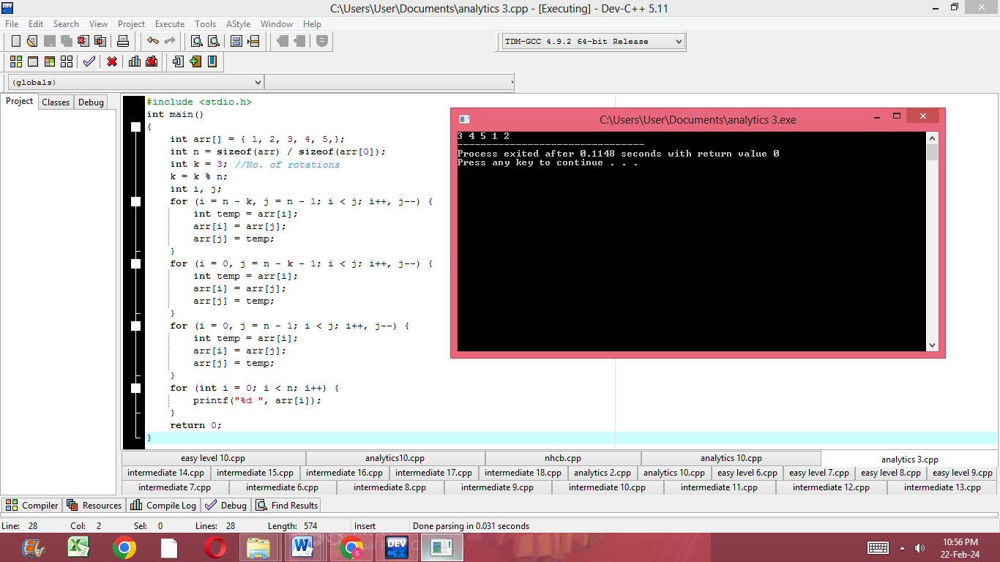 C:\Users\User\Documents\analytics 3.cpp - [Executing] - Dev-C++ 5.11
File Edit Search View Project Execute Tools AStyle Window Help
TDM-GCC 4.9.2 64-bit Release
(globals)
Project Classes Debug
#include <stdio.h>
int main()
{
    int arr[] = { 1, 2, 3, 4, 5,};
    int n = sizeof(arr) / sizeof(arr[0]);
    int k = 3; //No. of rotations
    k = k % n;
    int i, j;
    for (i = n - k, j = n - 1; i < j; i++, j--) {
        int temp = arr[i];
        arr[i] = arr[j];
        arr[j] = temp;
    }
    for (i = 0, j = n - k - 1; i < j; i++, j--) {
        int temp = arr[i];
        arr[i] = arr[j];
        arr[j] = temp;
    }
    for (i = 0, j = n - 1; i < j; i++, j--) {
        int temp = arr[i];
        arr[i] = arr[j];
        arr[j] = temp;
    }
    for (int i = 0; i < n; i++) {
        printf("%d ", arr[i]);
    }
    return 0;
}
C:\Users\User\Documents\analytics 3.exe
3 4 5 1 2
--------------------------------
Process exited after 0.1148 seconds with return value 0
Press any key to continue . . .
easy level 10.cpp analytics10.cpp nhcb.cpp analytics 10.cpp analytics 3.cpp
intermediate 14.cpp intermediate 15.cpp intermediate 16.cpp intermediate 17.cpp intermediate 18.cpp analytics 2.cpp analytics 10.cpp easy level 6.cpp easy level 7.cpp easy level 8.cpp easy level 9.cpp
intermediate 7.cpp intermediate 6.cpp intermediate 8.cpp intermediate 9.cpp intermediate 10.cpp intermediate 11.cpp intermediate 12.cpp intermediate 13.cpp
Compiler Resources Compile Log Debug Find Results
Line: 28 Col: 2 Sel: 0 Lines: 28 Length: 574 Insert Done parsing in 0.031 seconds
10:56 PM
22-Feb-24